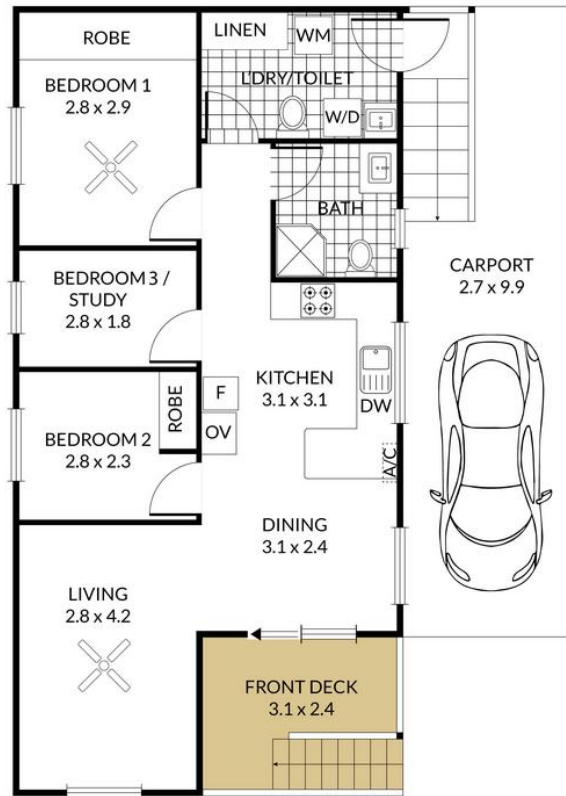 ROBE
LINEN
WM
BEDROOM 1
2.8 x 2.9
L'DRY/TOILET
W/D
BATH
BEDROOM 3 /
STUDY
2.8 x 1.8
CARPORT
2.7 x 9.9
KITCHEN
3.1 x 3.1
F
OV
DW
ROBE
BEDROOM 2
2.8 x 2.3
A/C
DINING
3.1 x 2.4
LIVING
2.8 x 4.2
FRONT DECK
3.1 x 2.4